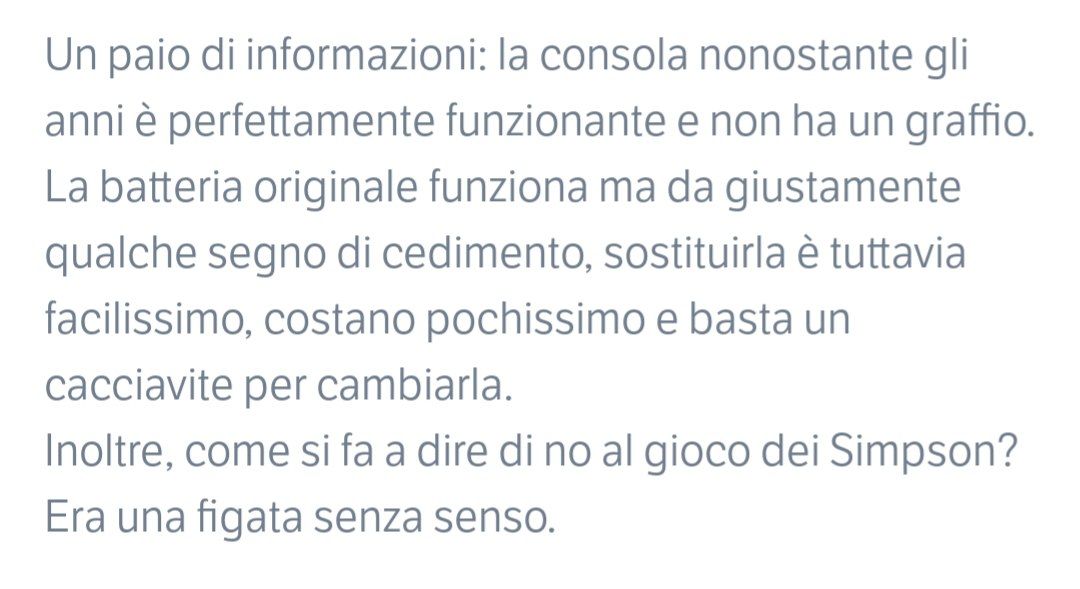 Un paio di informazioni: la consola nonostante gli
anni è perfettamente funzionante e non ha un graffio.
La batteria originale funziona ma da giustamente
qualche segno di cedimento, sostituirla è tuttavia
facilissimo, costano pochissimo e basta un
cacciavite per cambiarla.
Inoltre, come si fa a dire di no al gioco dei Simpson?
Era una figata senza senso.